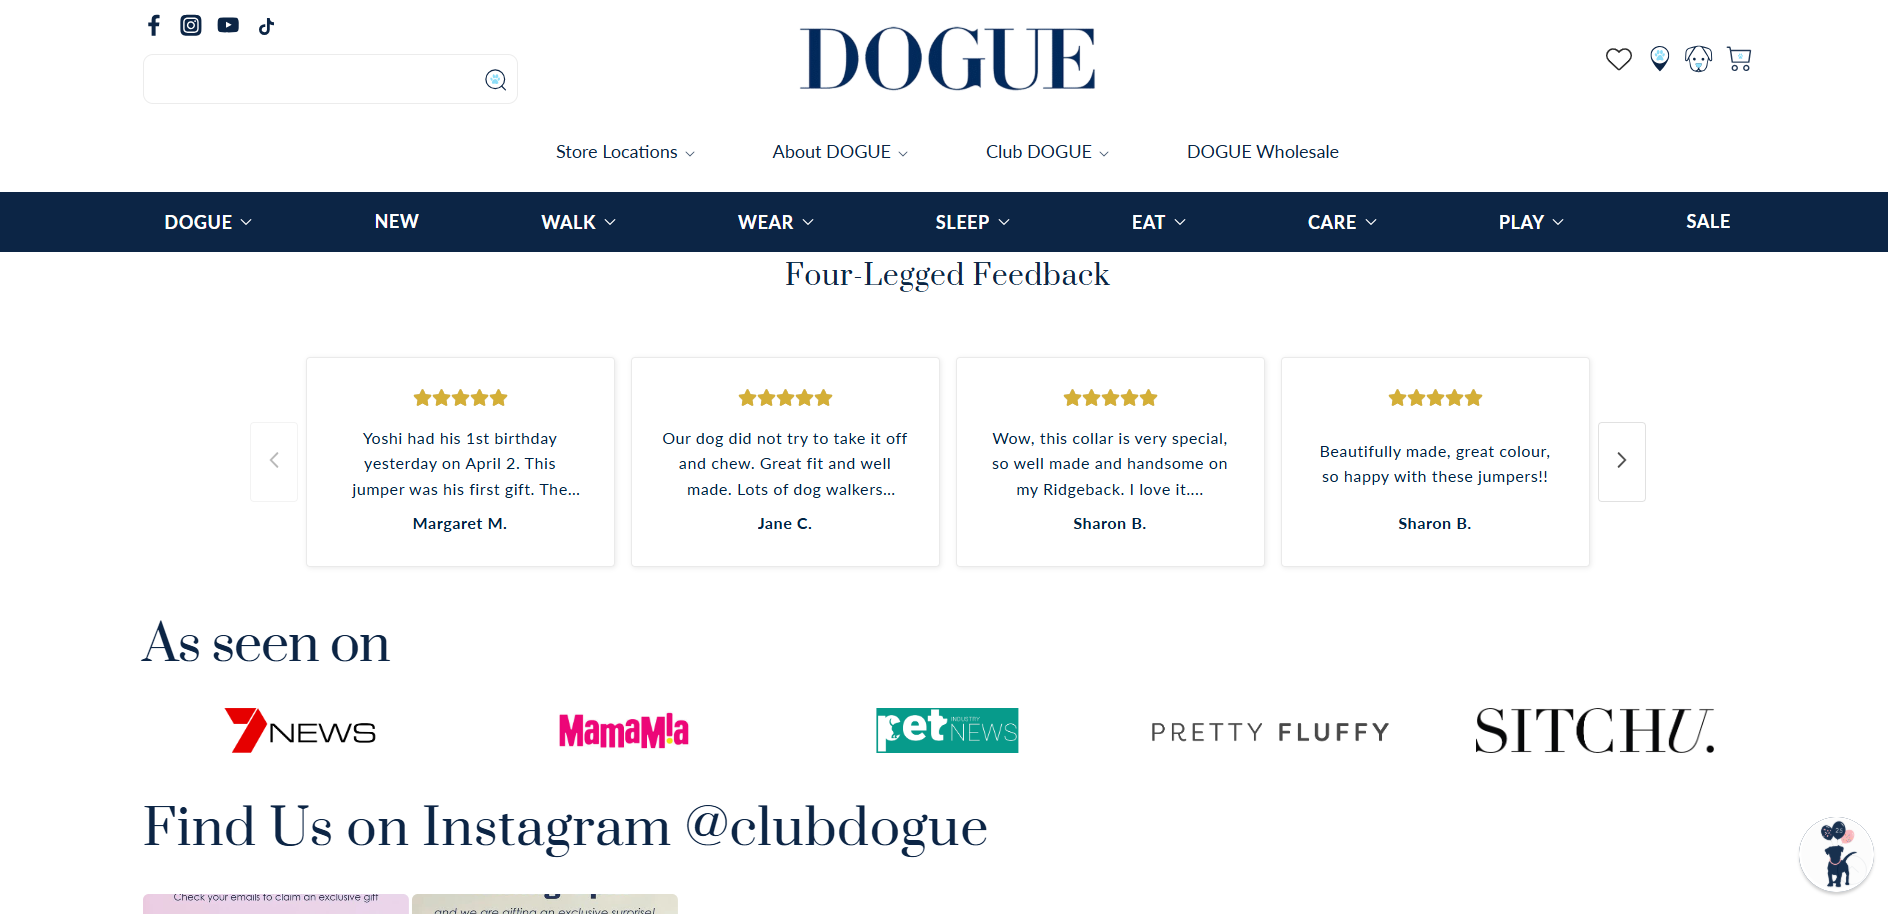 DOGUE
Store Locations
About DOGUE
Club DOGUE
DOGUE Wholesale
DOGUE
NEW
WALK
WEAR
SLEEP
EAT
CARE
PLAY
SALE
Four-Legged Feedback
Yoshi had his 1st birthday
yesterday on April 2. This
jumper was his first gift. The...
Margaret M.
Our dog did not try to take it off
and chew. Great fit and well
made. Lots of dog walkers...
Jane C.
Wow, this collar is very special,
so well made and handsome on
my Ridgeback. I love it....
Sharon B.
Beautifully made, great colour,
so happy with these jumpers!!
Sharon B.
As seen on
7NEWS
MamaMia
pet INDUSTRY
NEWS
PRETTY FLUFFY
SITCHU.
Find Us on Instagram @clubdogue
Check your emails to claim an exclusive gift
and we are gifting an exclusive surprise!